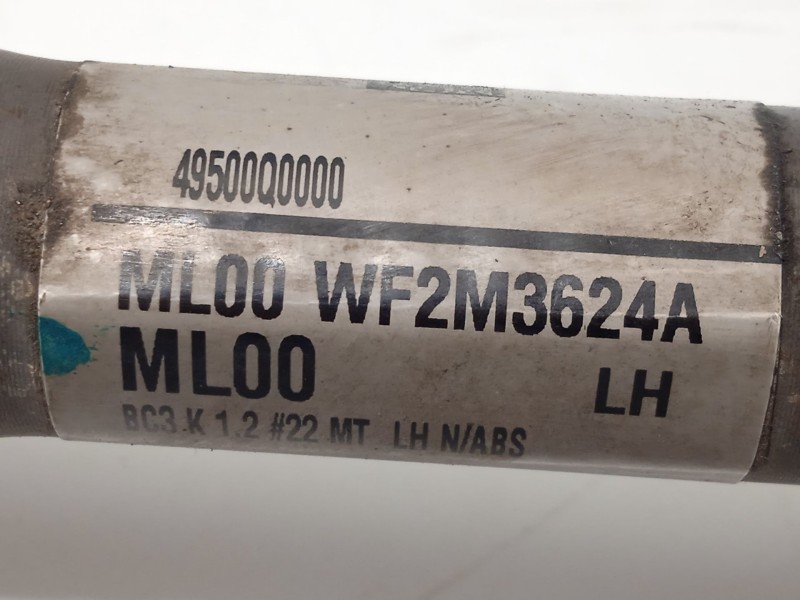 49500Q0000
ML00 WF2M3624A
ML00 LH
BC3 K 1.2 #22 MT LH N/ABS